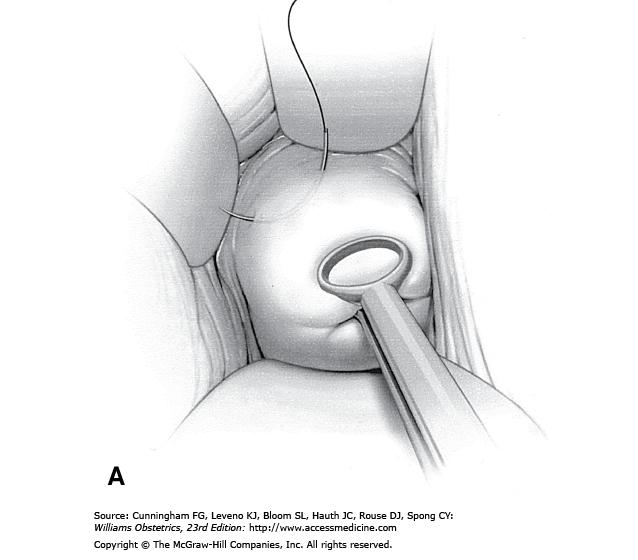 A
Source: Cunningham FG, Leveno KJ, Bloom SL, Hauth JC, Rouse DJ, Spong CY:
Williams Obstetrics, 23rd Edition: http://www.accessmedicine.com
Copyright © The McGraw-Hill Companies, Inc. All rights reserved.